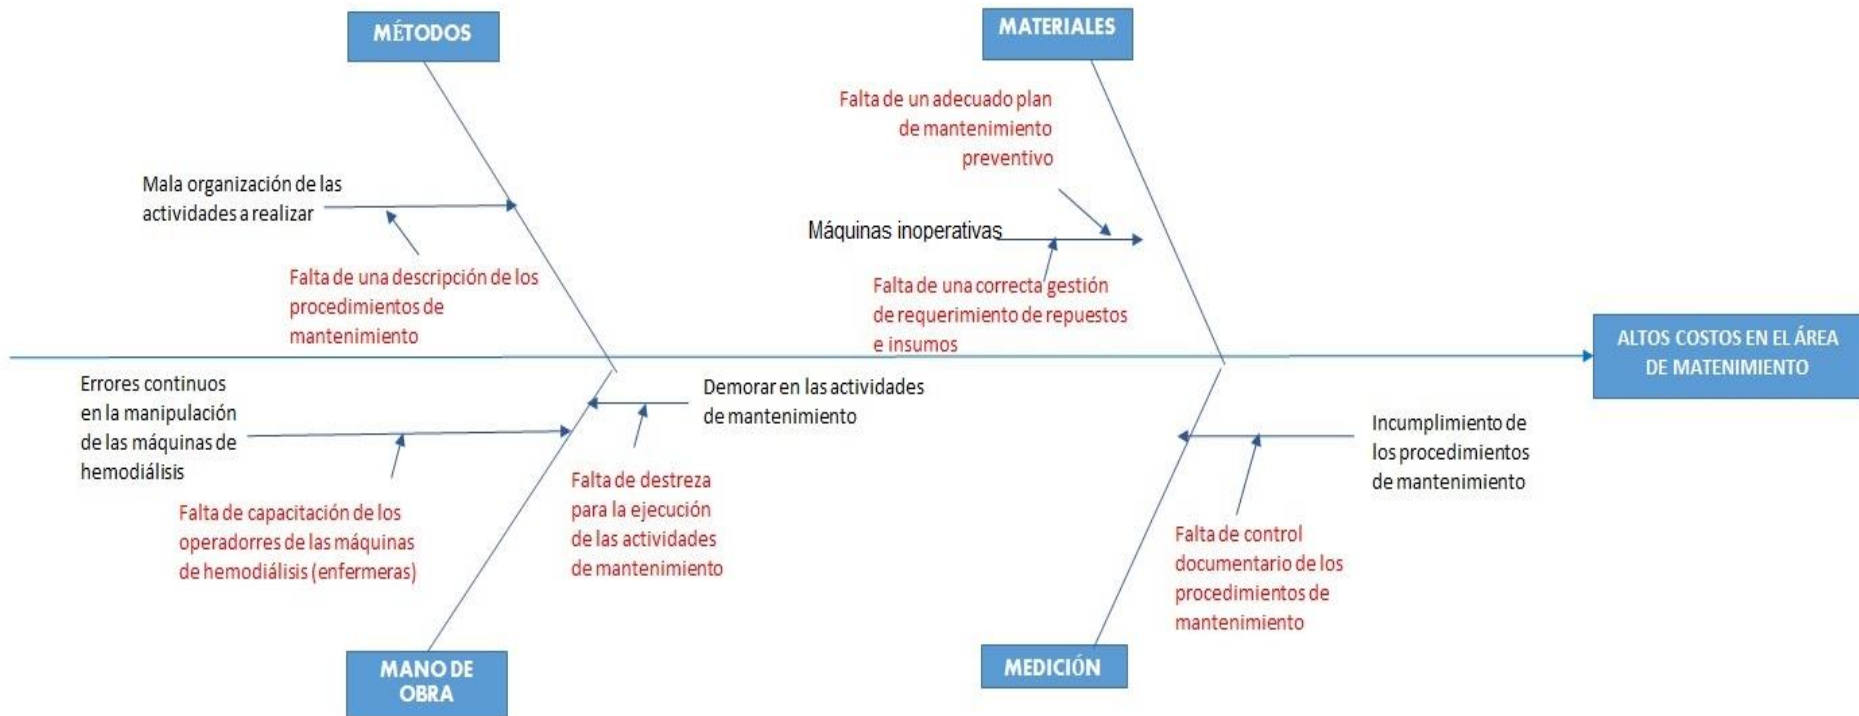 MÉTODOS
MATERIALES
Falta de un adecuado plan
de mantenimiento
preventivo
Mala organización de las
actividades a realizar
Máquinas inoperativas
Falta de una descripción de los
procedimientos de
mantenimiento
Falta de una correcta gestión
de requerimiento de repuestos
e insumos
ALTOS COSTOS EN EL ÁREA
DE MATENIMIENTO
Errores continuos
en la manipulación
de las máquinas de
hemodiálisis
Demorar en las actividades
de mantenimiento
Incumplimiento de
los procedimientos
de mantenimiento
Falta de capacitación de los
operadorres de las máquinas
de hemodiálisis (enfermeras)
Falta de destreza
para la ejecución
de las actividades
de mantenimiento
Falta de control
documentario de los
procedimientos de
mantenimiento
MANO DE
OBRA
MEDICIÓN